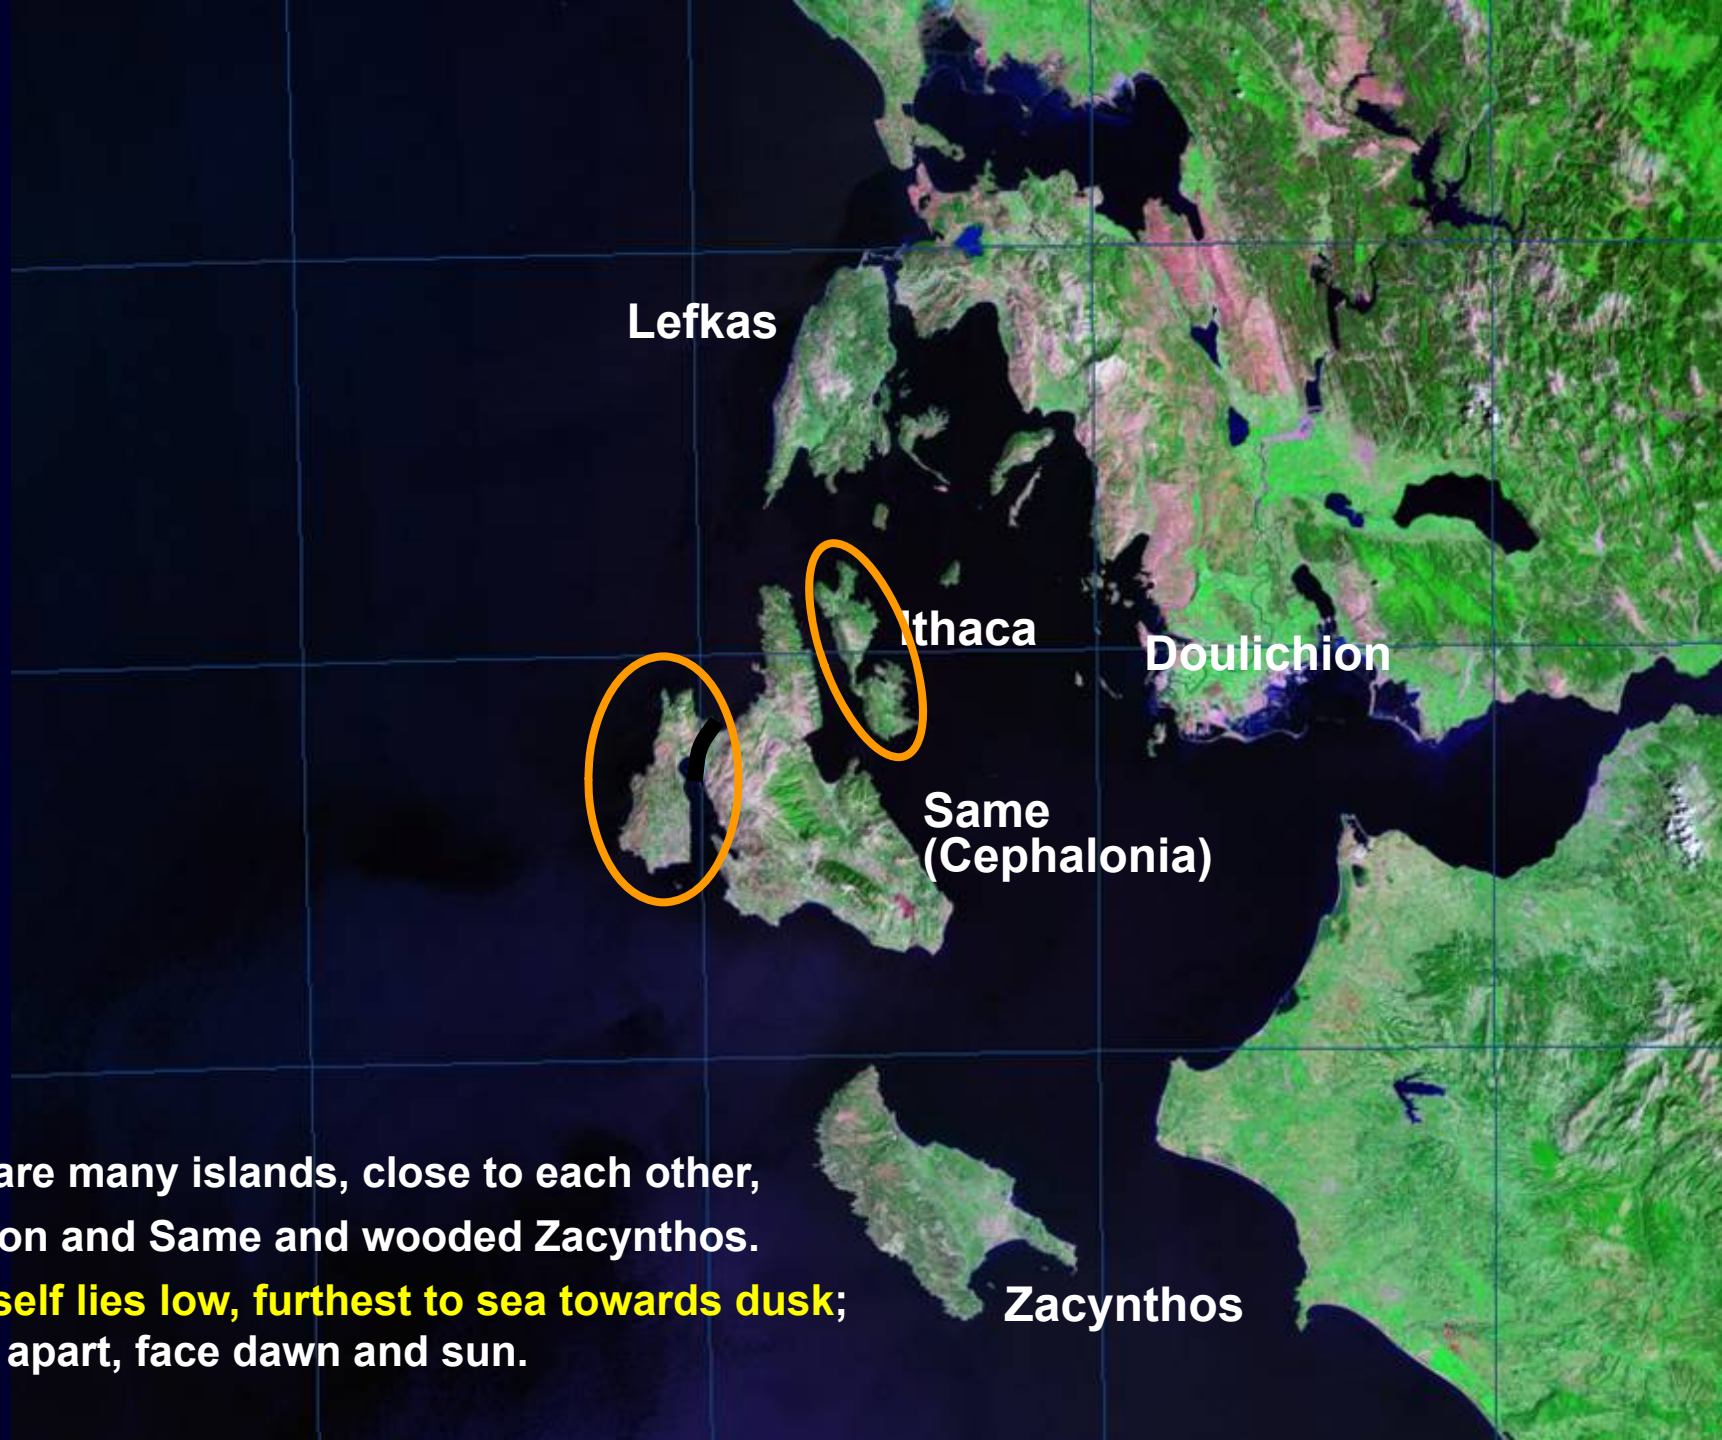 Lefkas
Ithaca
Doulichion
Same
(Cephalonia)
are many islands, close to each other,
on and Same and wooded Zacynthos.
self lies low, furthest to sea towards dusk;
apart, face dawn and sun.
Zacynthos